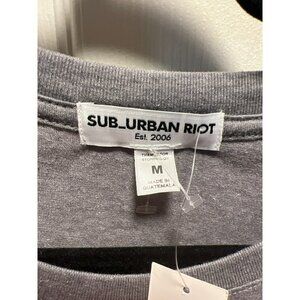 SUB_URBAN RIOT
Est. 2006
M
MADE IN
GUATEMALA